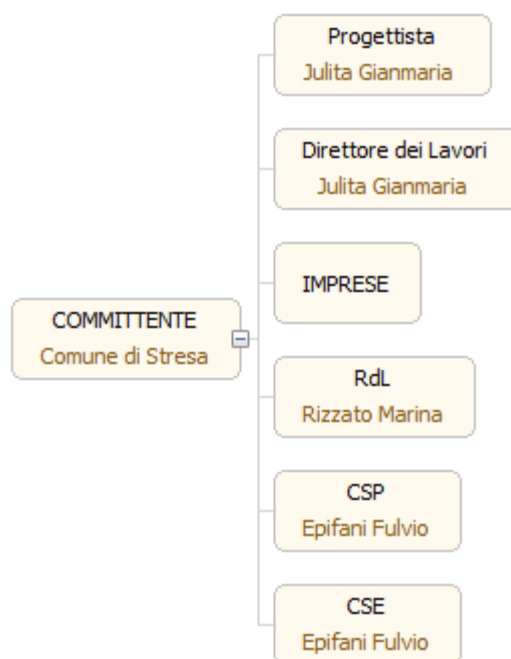 COMMITTENTE
Comune di Stresa
Progettista
Julita Gianmaria
Direttore dei Lavori
Julita Gianmaria
IMPRESE
RdL
Rizzato Marina
CSP
Epifani Fulvio
CSE
Epifani Fulvio